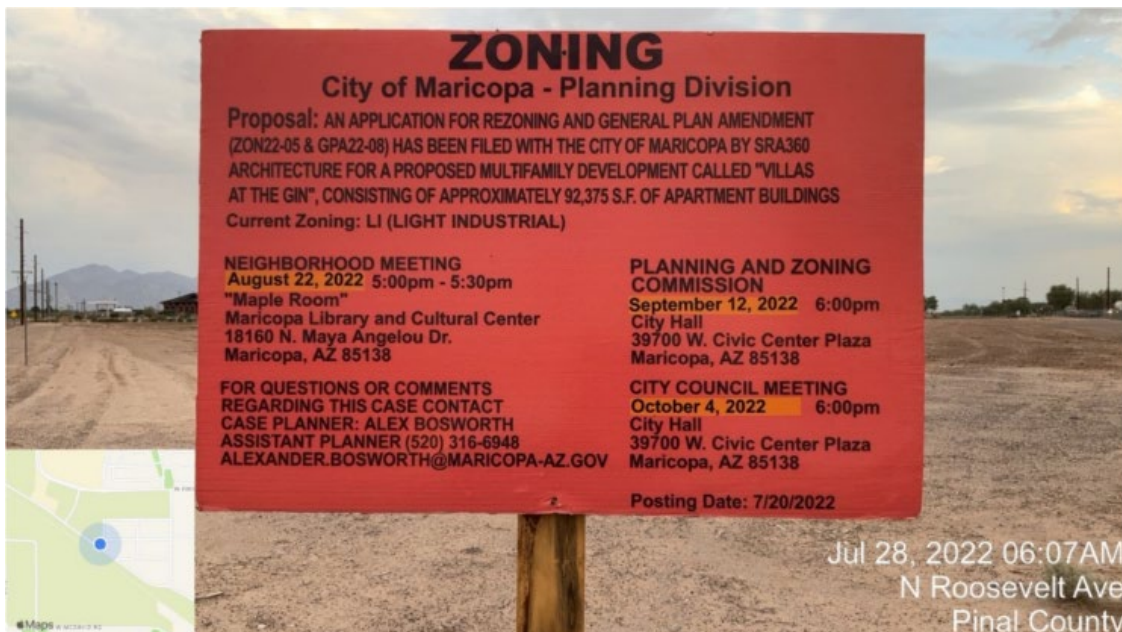 ZONING
City of Maricopa - Planning Division
Proposal: AN APPLICATION FOR REZONING AND GENERAL PLAN AMENDMENT
(ZON22-05 & GPA22-08) HAS BEEN FILED WITH THE CITY OF MARICOPA BY SRA360
ARCHITECTURE FOR A PROPOSED MULTIFAMILY DEVELOPMENT CALLED "VILLAS
AT THE GIN", CONSISTING OF APPROXIMATELY 92,375 S.F. OF APARTMENT BUILDINGS
Current Zoning: LI (LIGHT INDUSTRIAL)
NEIGHBORHOOD MEETING
August 22, 2022 5:00pm - 5:30pm
"Maple Room"
Maricopa Library and Cultural Center
18160 N. Maya Angelou Dr.
Maricopa, AZ 85138
FOR QUESTIONS OR COMMENTS
REGARDING THIS CASE CONTACT
CASE PLANNER: ALEX BOSWORTH
ASSISTANT PLANNER (520) 316-6948
ALEXANDER.BOSWORTH@MARICOPA-AZ.GOV
PLANNING AND ZONING
COMMISSION
September 12, 2022 6:00pm
City Hall
39700 W. Civic Center Plaza
Maricopa, AZ 85138
CITY COUNCIL MEETING
October 4, 2022 6:00pm
City Hall
39700 W. Civic Center Plaza
Maricopa, AZ 85138
Posting Date: 7/20/2022
Maps
Jul 28, 2022 06:07AM
N Roosevelt Ave
Pinal County